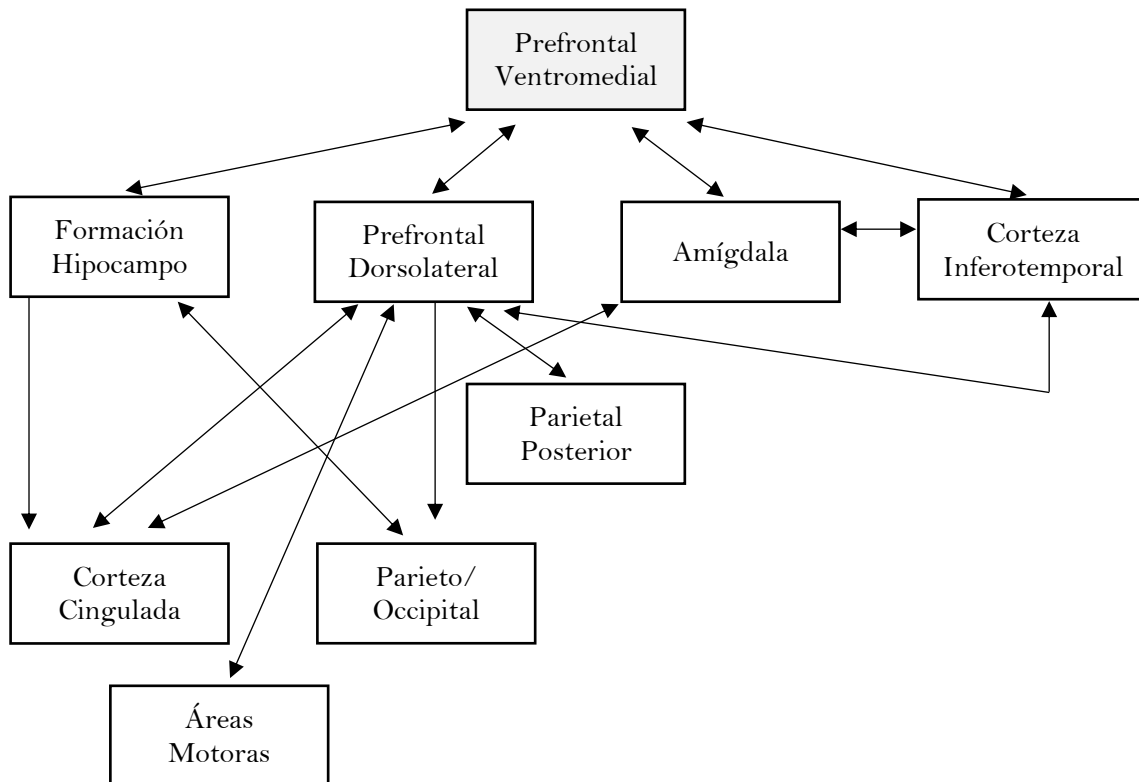 Prefrontal
Ventromedial
Formación
Hipocampo
Prefrontal
Dorsolateral
Amígdala
Corteza
Inferotemporal
Parietal
Posterior
Corteza
Cingulada
Parieto/
Occipital
Áreas
Motoras